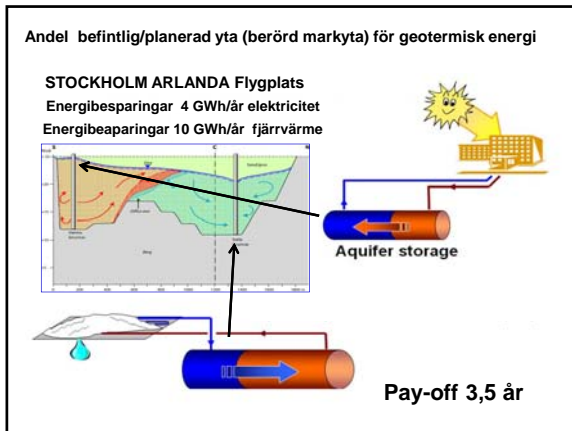 Andel befintlig/planerad yta (berörd markyta) för geotermisk energi
STOCKHOLM ARLANDA Flygplats
Energibesparingar 4 GWh/år elektricitet
Energibeaparingar 10 GWh/år fjärrvärme
Aquifer storage
Pay-off 3,5 år